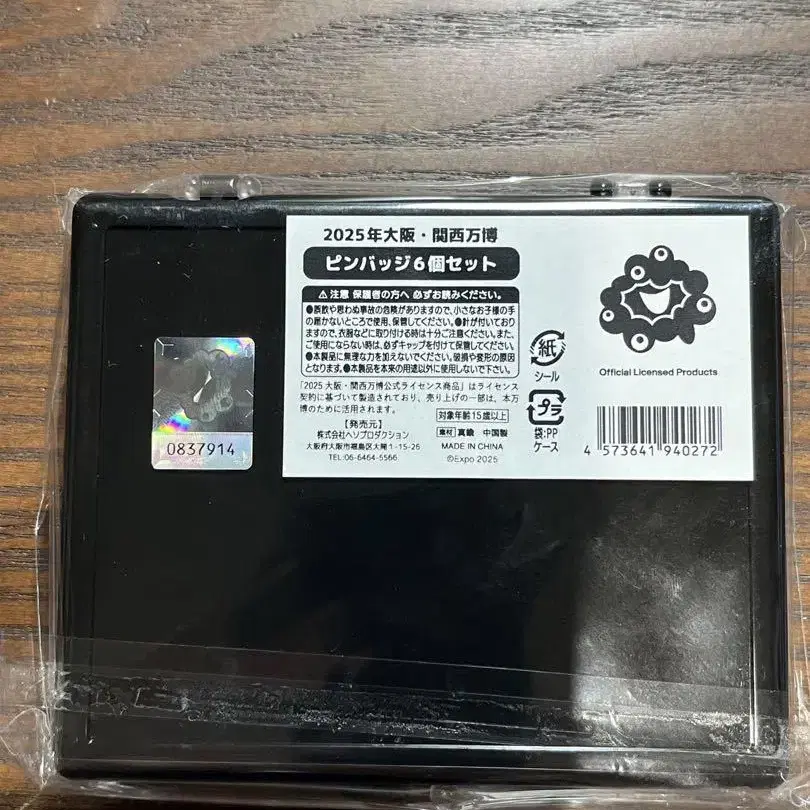 2025年大阪・関西万博
ピンバッジ6個セット
⚠注意 保護者の方へ 必ずお読みください。
●誤飲や思わぬ事故の危険がありますので、小さなお子様の手
の届かないところで使用、保管してください。●針が付いており
ますので、衣服などに取り付ける時は十分ご注意ください。また、
ご使用にならない時は、必ずキャップを付けて保管してください。
●本製品に無理な力を加えないでください。破損や変形の原因
となります。●本製品を本来の用途以外に使用しないで下さい。
「2025 大阪・関西万博公式ライセンス商品」はライセンス
契約に基づいて製造されており、売り上げの一部は、本万
博のために活用されます。
対象年齢15歳以上
【発売元】
株式会社ヘソプロダクション
大阪府大阪市福島区大開1-15-26
TEL:06-6464-5566
素材 真鍮 中国製
MADE IN CHINA
©Expo 2025
紙
シール
プラ
袋:PP
ケース
Official Licensed Products
4 573641 940272
0837914